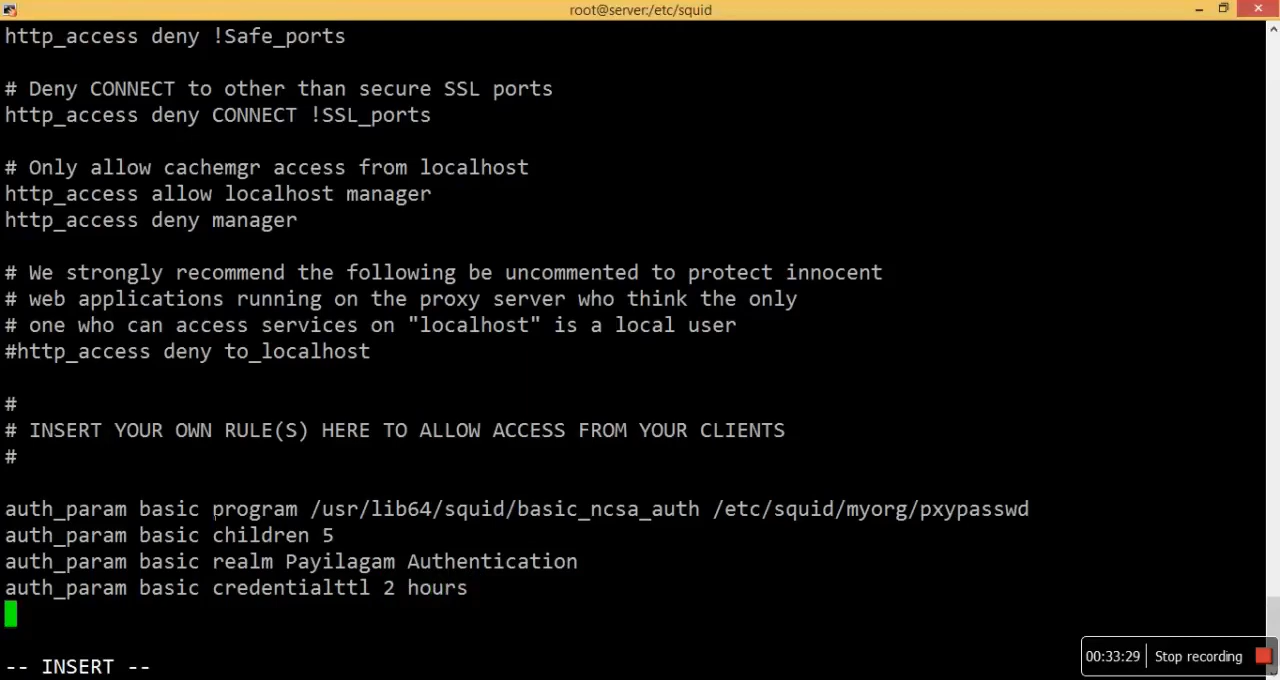 root@server:/etc/squid
http_access deny !Safe_ports
# Deny CONNECT to other than secure SSL ports
http_access deny CONNECT !SSL_ports
# Only allow cachemgr access from localhost
http_access allow localhost manager
http_access deny manager
# We strongly recommend the following be uncommented to protect innocent
# web applications running on the proxy server who think the only
# one who can access services on "localhost" is a local user
#http_access deny to_localhost
#
# INSERT YOUR OWN RULE(S) HERE TO ALLOW ACCESS FROM YOUR CLIENTS
#
auth_param basic program /usr/lib64/squid/basic_ncsa_auth /etc/squid/myorg/pxypasswd
auth_param basic children 5
auth_param basic realm Payilagam Authentication
auth_param basic credentialttl 2 hours
-- INSERT --
00:33:29 Stop recording